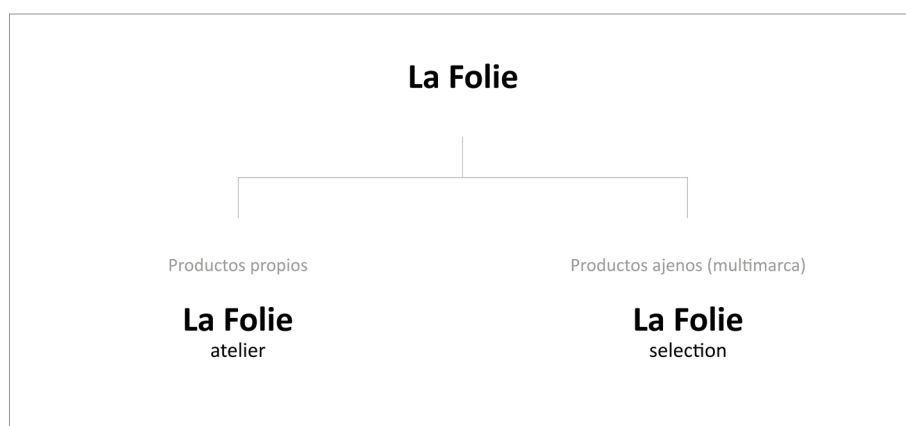 La Folie
Productos propios
Productos ajenos (multimarca)
La Folie
atelier
La Folie
selection